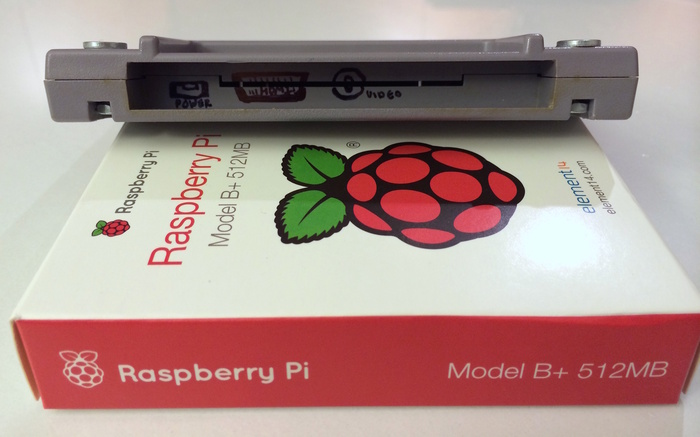 POWER
HDMI
VIDEO
Raspberry Pi
Raspberry Pi
Model B+ 512MB
®
element14
element14.com
Raspberry Pi
Model B+ 512MB